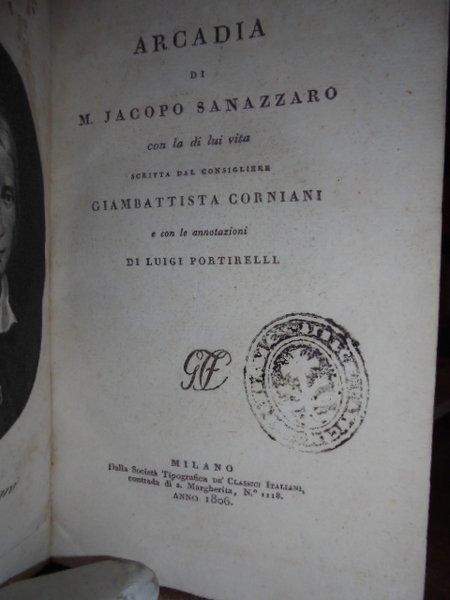 ARCADIA
DI
M. JACOPO SANAZZARO
con la di lui vita
SCRITTA DAL CONSIGLIERE
GIAMBATTISTA CORNIANI
e con le annotazioni
DI LUIGI PORTIRELLI.
MILANO
Dalla Società Tipografica DE' CLASSICI ITALIANI,
contrada di s. Margherita, N.° 1118.
ANNO 1806.